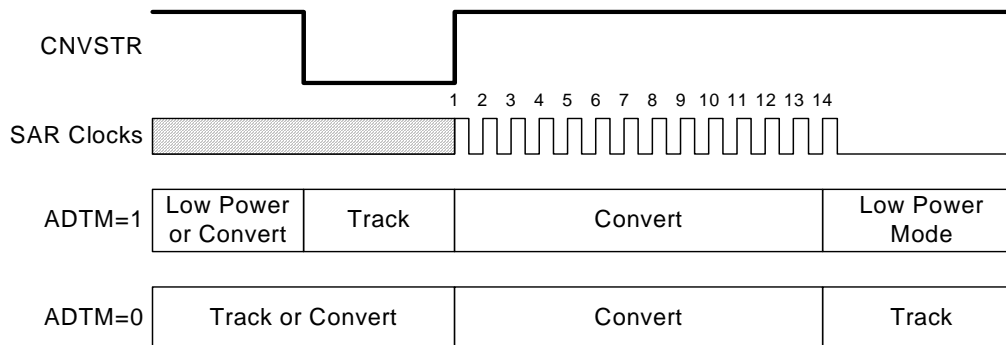 CNVSTR
1 2 3 4 5 6 7 8 9 10 11 12 13 14
SAR Clocks
ADTM=1
Low Power
or Convert
Track
Convert
Low Power
Mode
ADTM=0
Track or Convert
Convert
Track